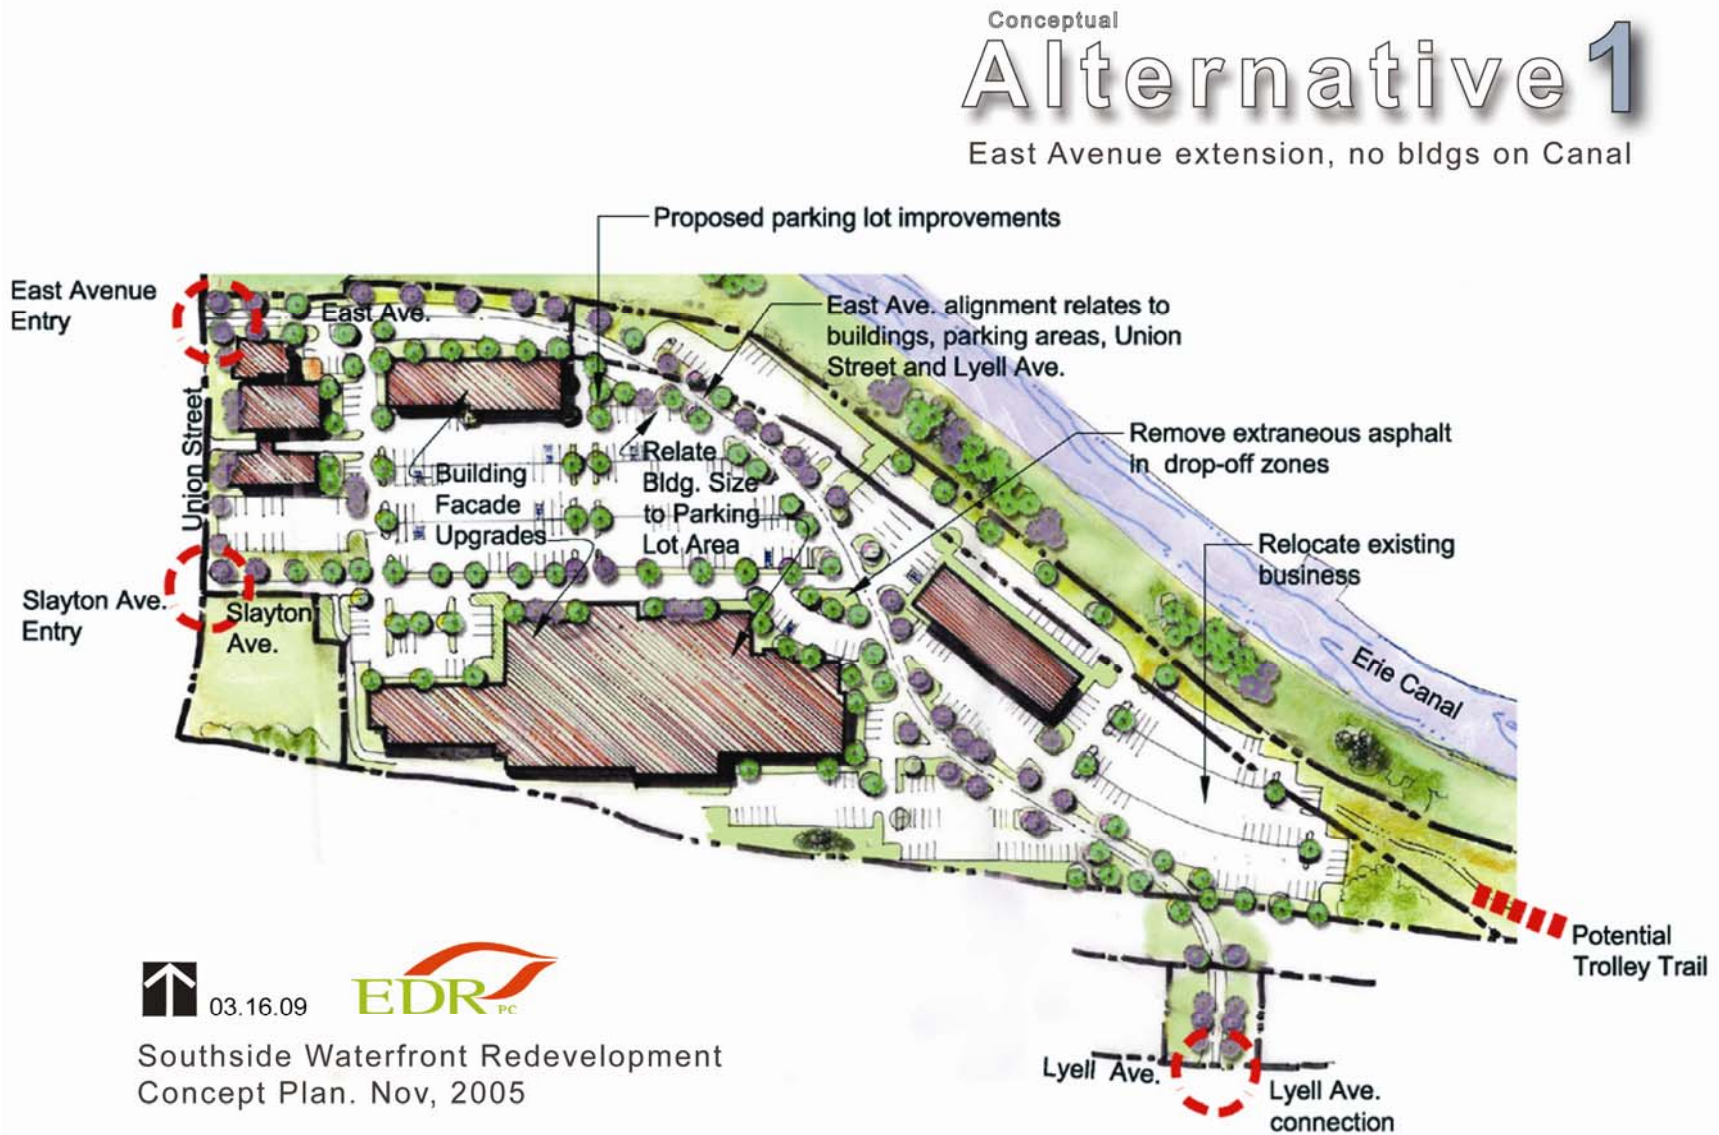 Conceptual
Alternative 1
East Avenue extension, no bldgs on Canal
Proposed parking lot improvements
East Avenue
Entry
East Ave.
East Ave. alignment relates to
buildings, parking areas, Union
Street and Lyell Ave.
Union Street
Remove extraneous asphalt
in drop-off zones
Building
Facade
Upgrades
Relate
Bldg. Size
to Parking
Lot Area
Relocate existing
business
Slayton Ave.
Entry
Slayton
Ave.
Erie Canal
Potential
Trolley Trail
03.16.09
EDR PC
Southside Waterfront Redevelopment
Concept Plan. Nov, 2005
Lyell Ave.
Lyell Ave.
connection